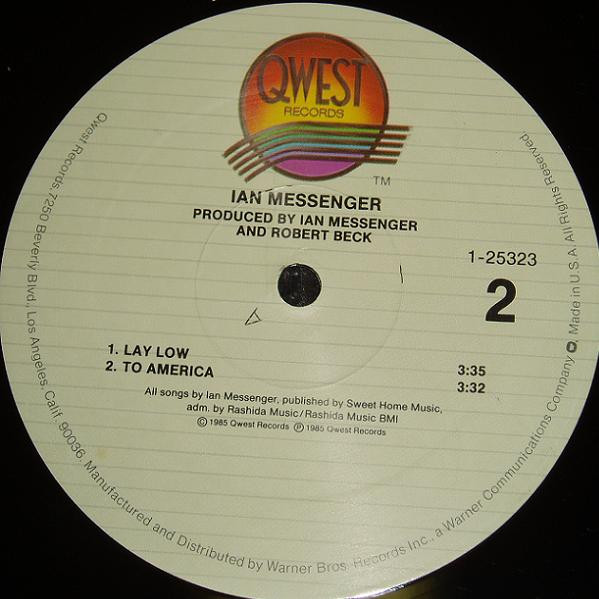 QWEST
RECORDS
TM
IAN MESSENGER
PRODUCED BY IAN MESSENGER
AND ROBERT BECK
1-25323
2
1. LAY LOW 3:35
2. TO AMERICA 3:32
All songs by Ian Messenger, published by Sweet Home Music,
adm. by Rashida Music/Rashida Music BMI
© 1985 Qwest Records ℗ 1985 Qwest Records
Qwest Records, 7250 Beverly Blvd., Los Angeles, Calif. 90036, Manufactured and Distributed by Warner Bros. Records Inc., a Warner Communications Company. Made in U.S.A. All Rights Reserved.